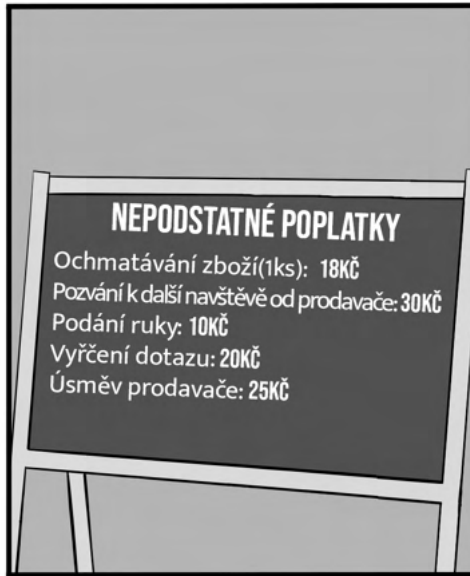 NEPODSTATNÉ POPLATKY
Ochmatávání zboží(1ks): 18KČ
Pozvání k další navštěvě od prodavače: 30KČ
Podání ruky: 10KČ
Vyřčení dotazu: 20KČ
Úsměv prodavače: 25KČ